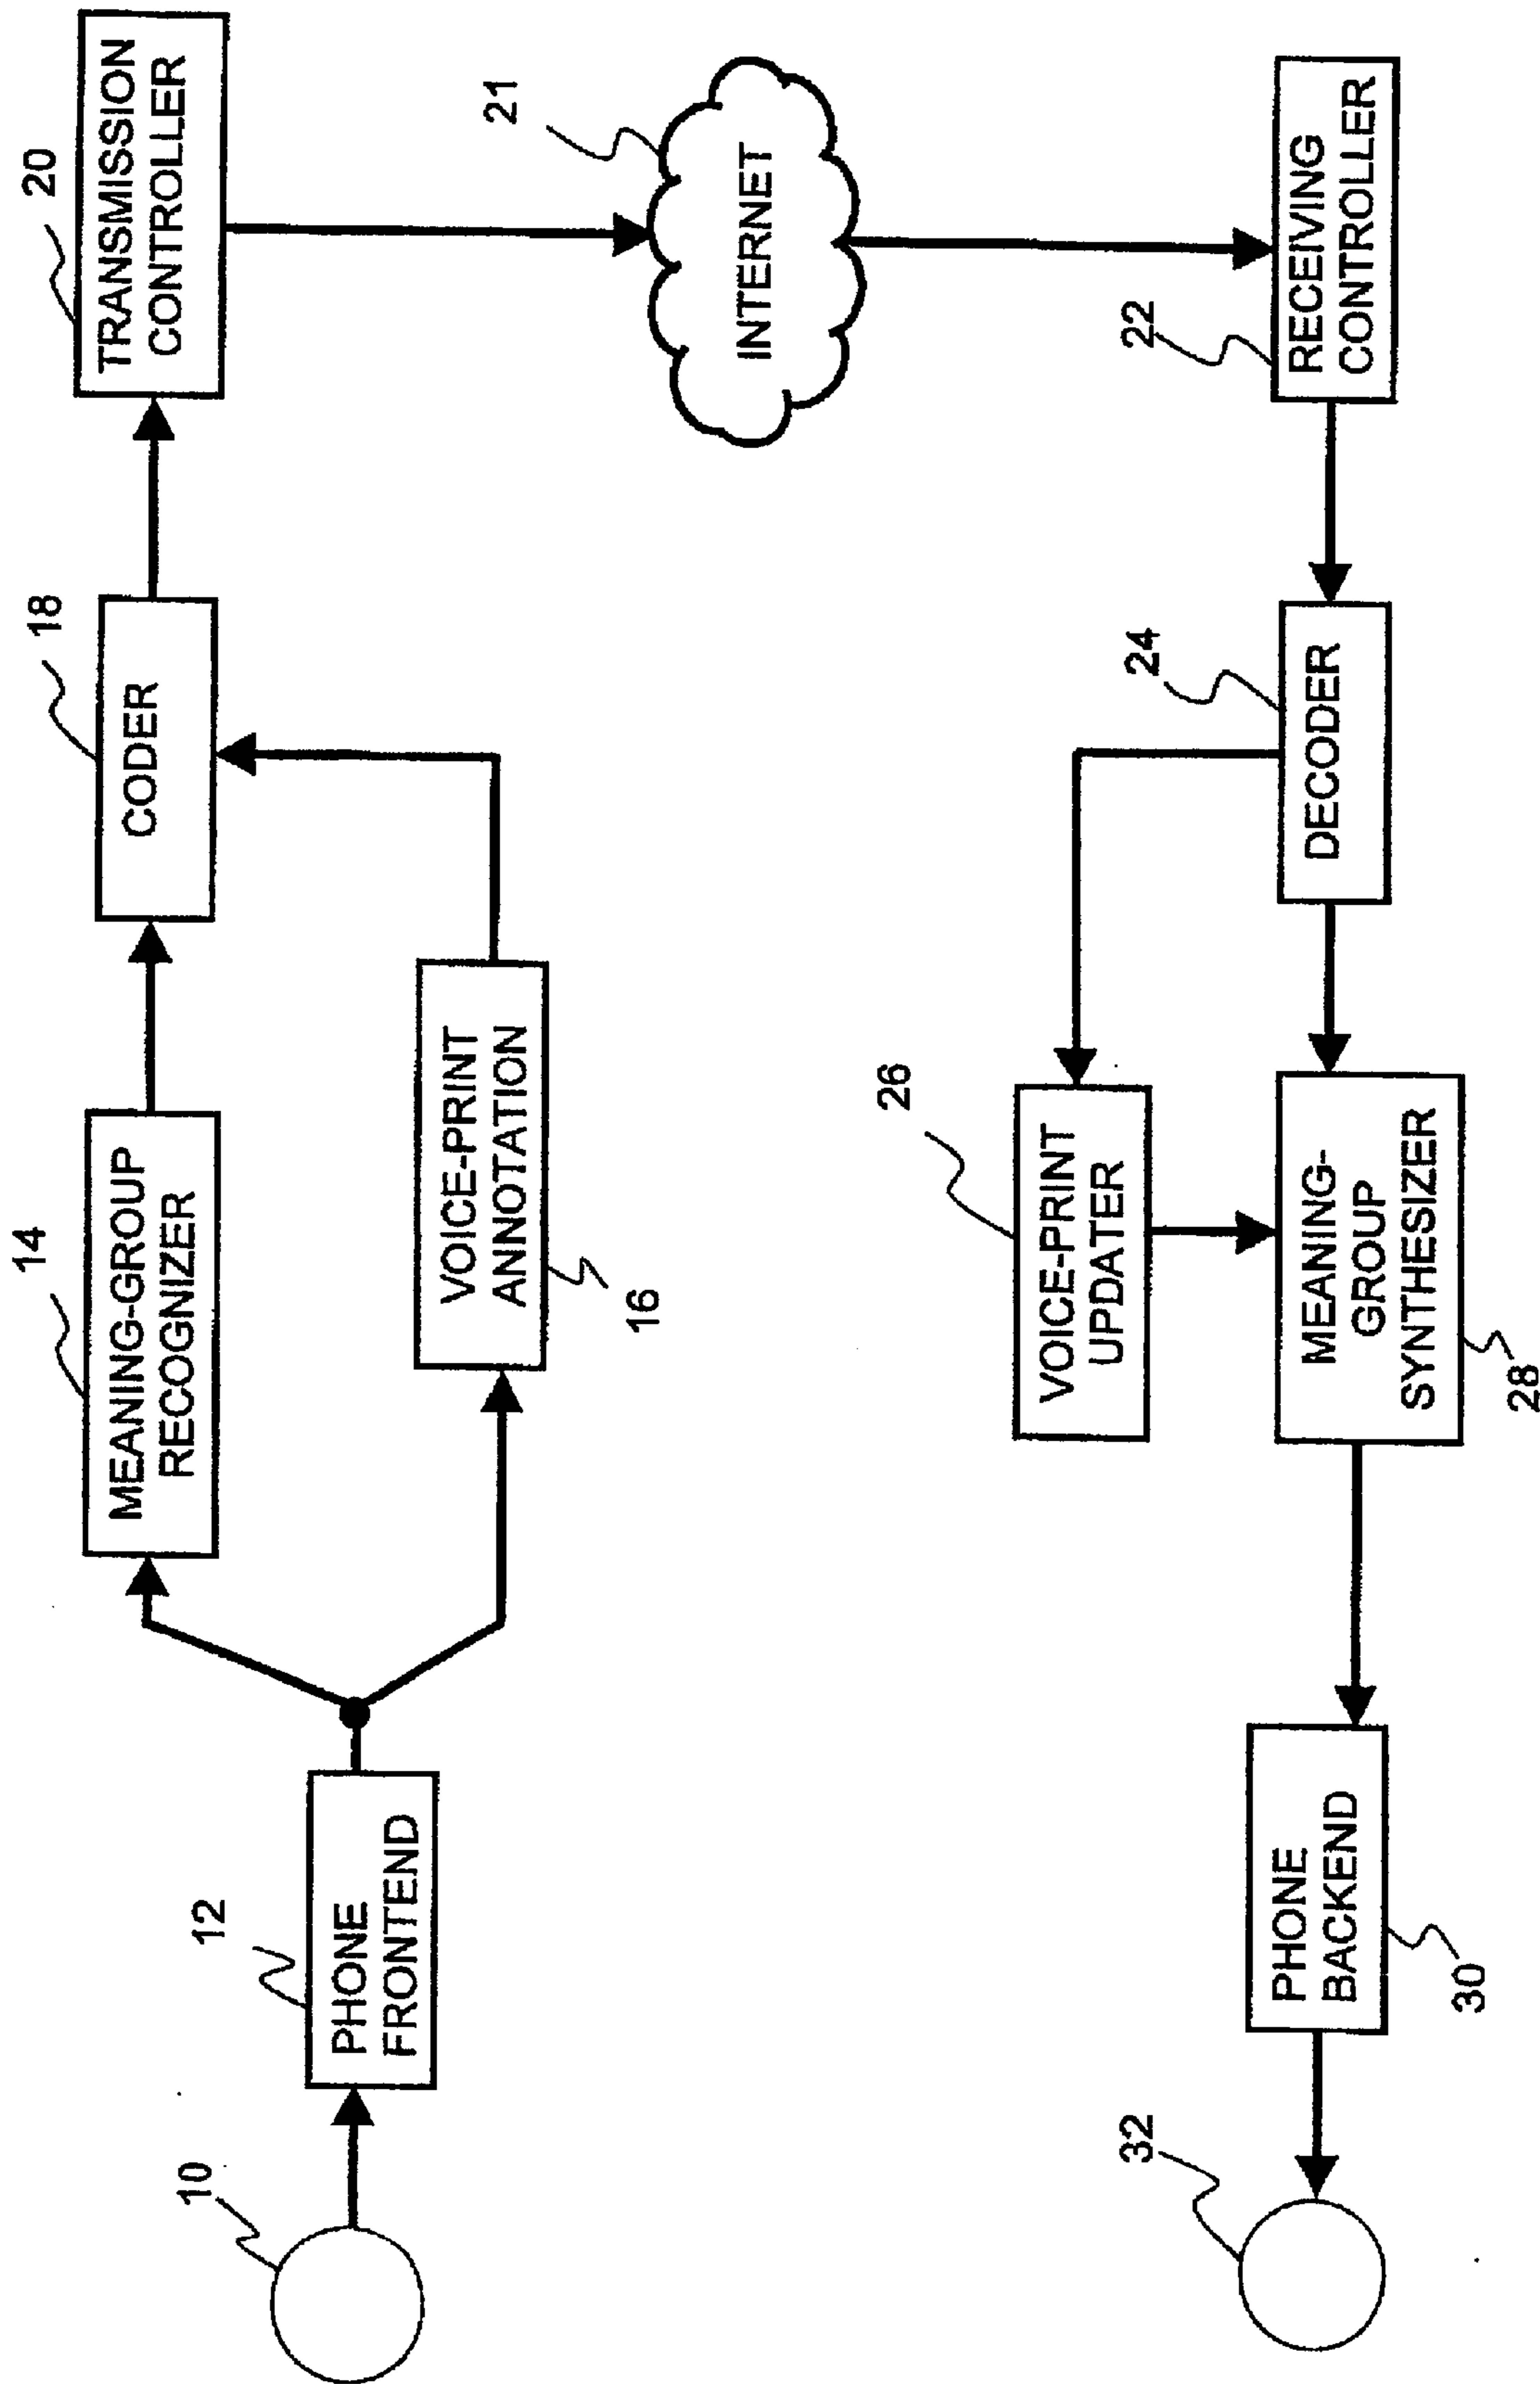 10
12
PHONE
FRONTEND
14
MEANING-GROUP
RECOGNIZER
VOICE-PRINT
ANNOTATION
16
18
CODER
20
TRANSMISSION
CONTROLLER
21
INTERNET
22
RECEIVING
CONTROLLER
24
DECODER
26
VOICE-PRINT
UPDATER
MEANING-
GROUP
SYNTHESIZER
28
PHONE
BACKEND
30
32